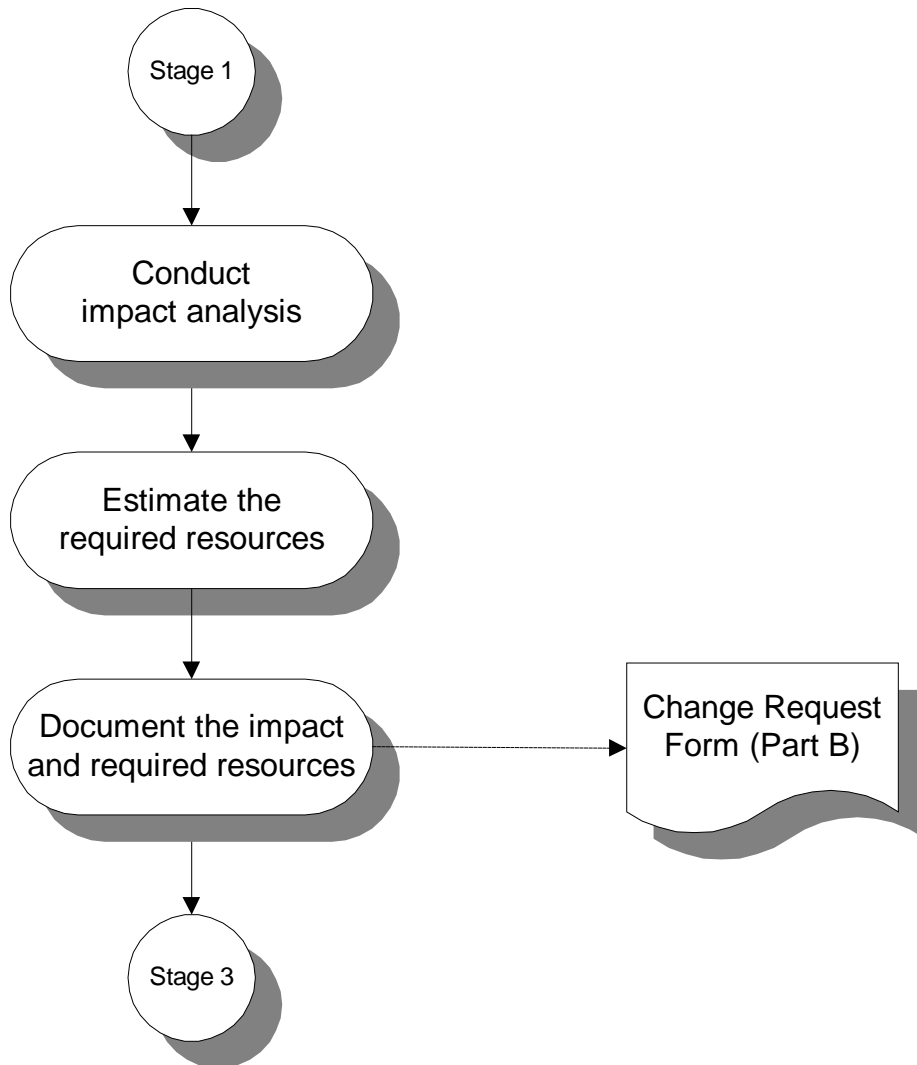 Stage 1
Conduct
impact analysis
Estimate the
required resources
Document the impact
and required resources
Change Request
Form (Part B)
Stage 3